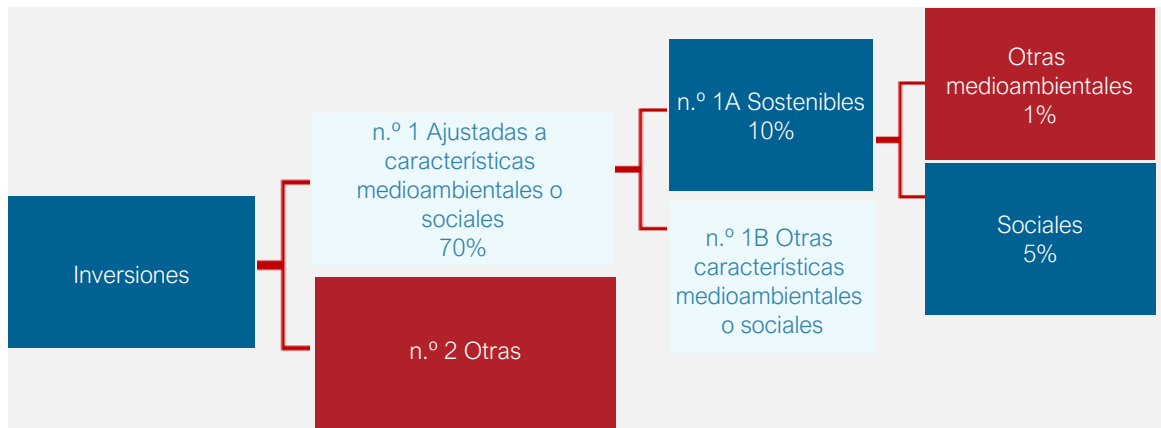 Inversiones
n.º 1 Ajustadas a
características
medioambientales o
sociales
70%
n.º 2 Otras
n.º 1A Sostenibles
10%
n.º 1B Otras
características
medioambientales
o sociales
Otras
medioambientales
1%
Sociales
5%